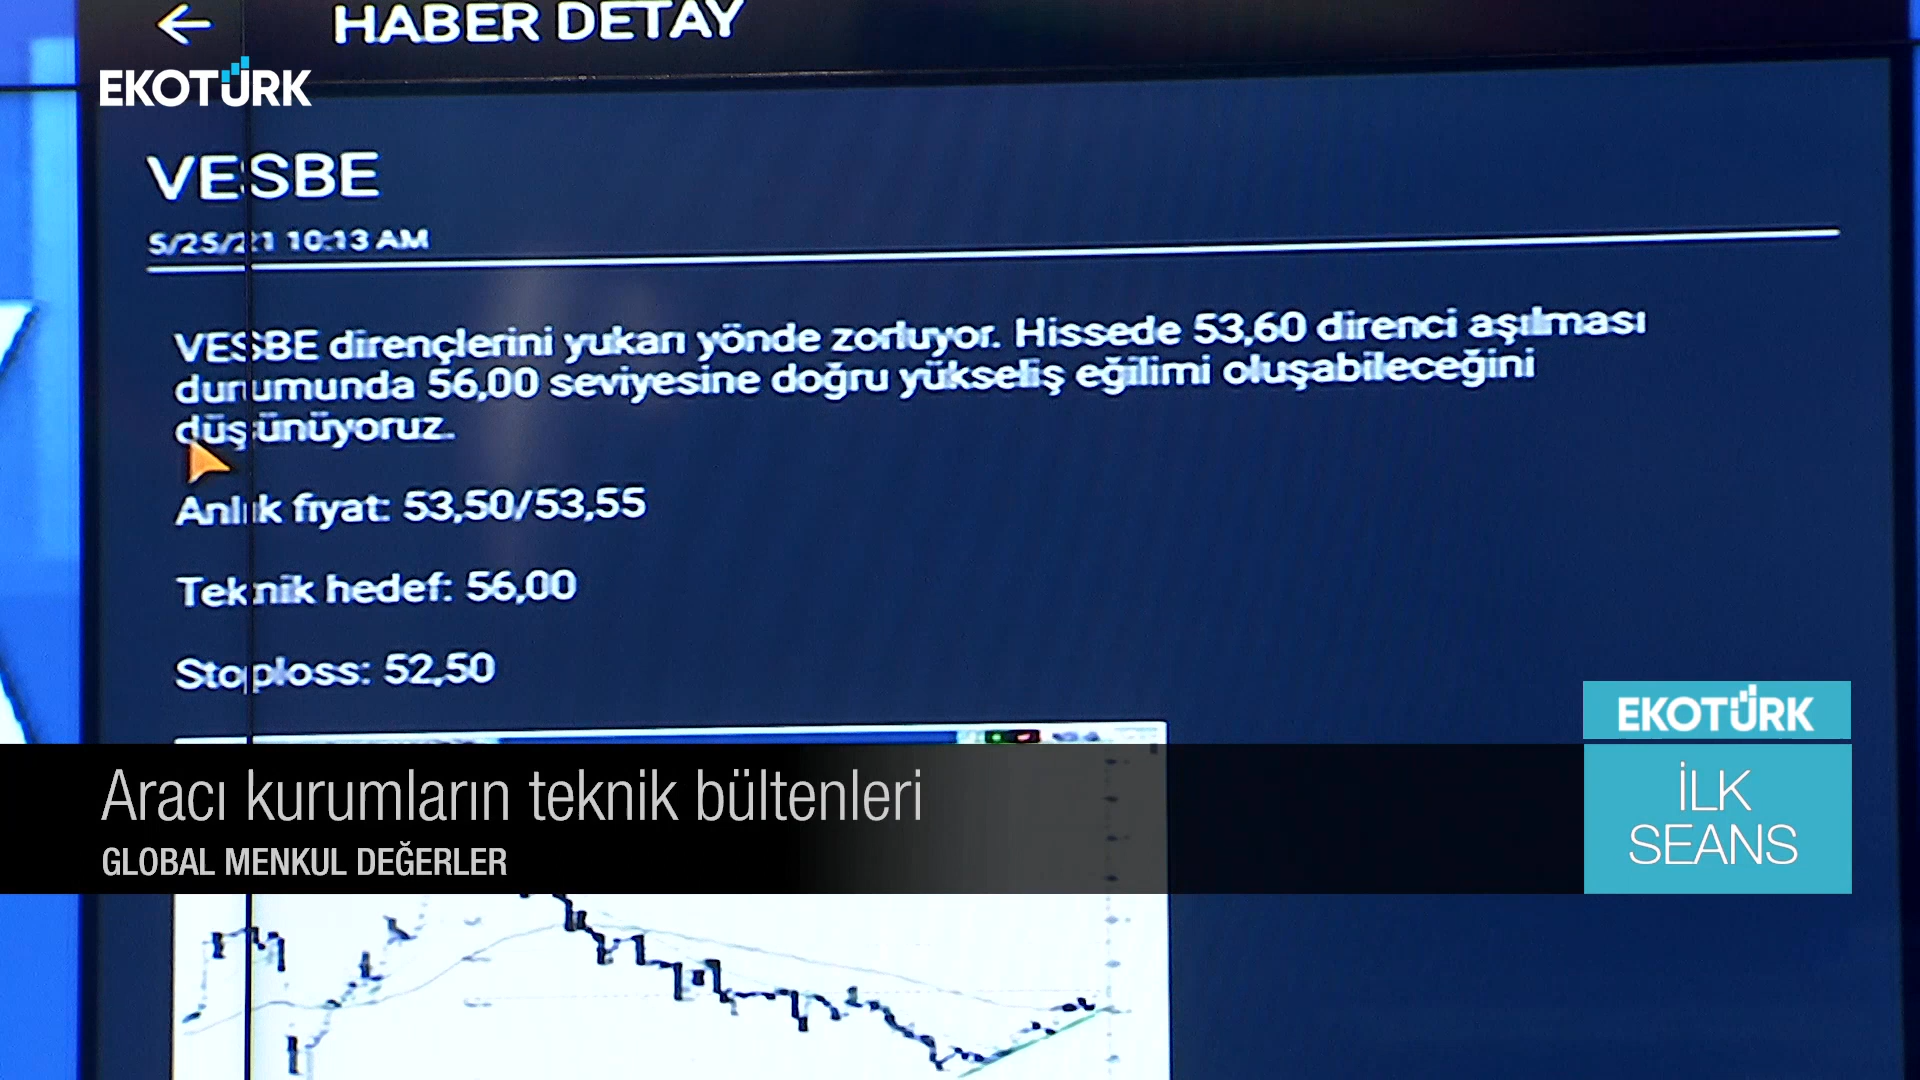 HABER DETAY
EKOTÜRK
VESBE
5/25/21 10:13 AM
VESBE dirençlerini yukarı yönde zorluyor. Hissede 53,60 direnci aşılması
durumunda 56,00 seviyesine doğru yükseliş eğilimi oluşabileceğini
düşünüyoruz.
Anlık fiyat: 53,50/53,55
Teknik hedef: 56,00
Stoploss: 52,50
EKOTÜRK
Aracı kurumların teknik bültenleri
GLOBAL MENKUL DEĞERLER
İLK
SEANS